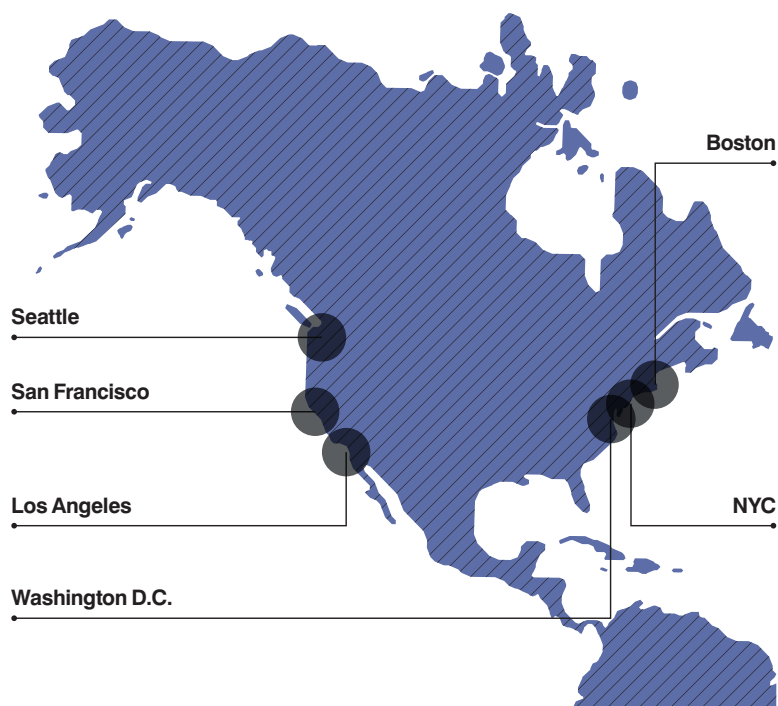 Boston
Seattle
San Francisco
Los Angeles
NYC
Washington D.C.